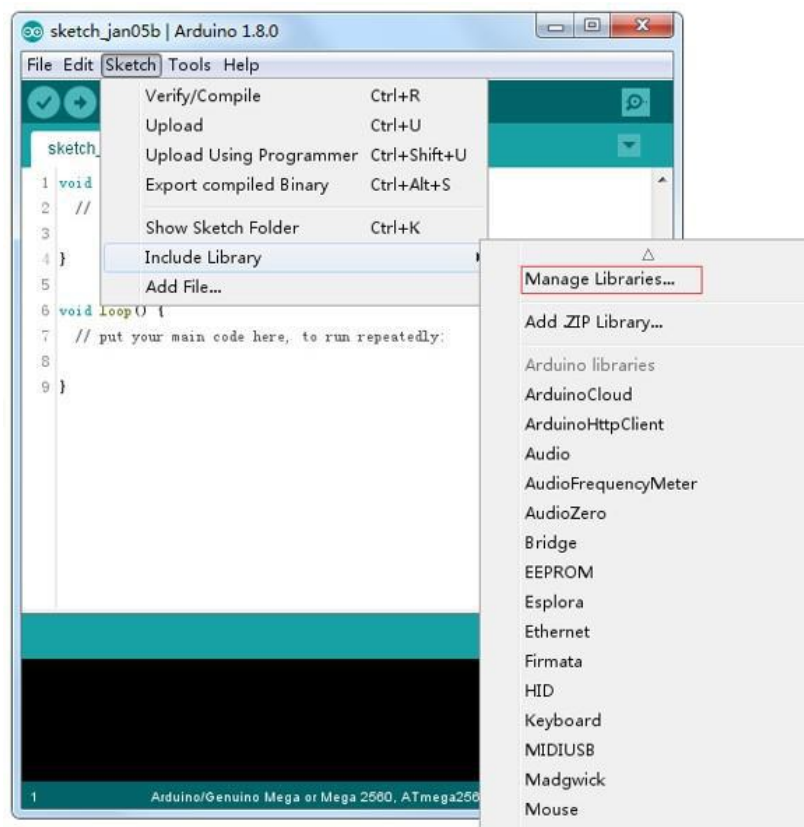 sketch_jan05b | Arduino 1.8.0
File Edit Sketch Tools Help
Verify/Compile Ctrl+R
Upload Ctrl+U
Upload Using Programmer Ctrl+Shift+U
Export compiled Binary Ctrl+Alt+S
Show Sketch Folder Ctrl+K
Include Library
Add File...
sketch_
1 void
2 //
3
4 }
5
6 void loop() {
7 // put your main code here, to run repeatedly:
8
9 }
Manage Libraries...
Add .ZIP Library...
Arduino libraries
ArduinoCloud
ArduinoHttpClient
Audio
AudioFrequencyMeter
AudioZero
Bridge
EEPROM
Esplora
Ethernet
Firmata
HID
Keyboard
MIDIUSB
Madgwick
Mouse
1 Arduino/Genuino Mega or Mega 2560, ATmega256